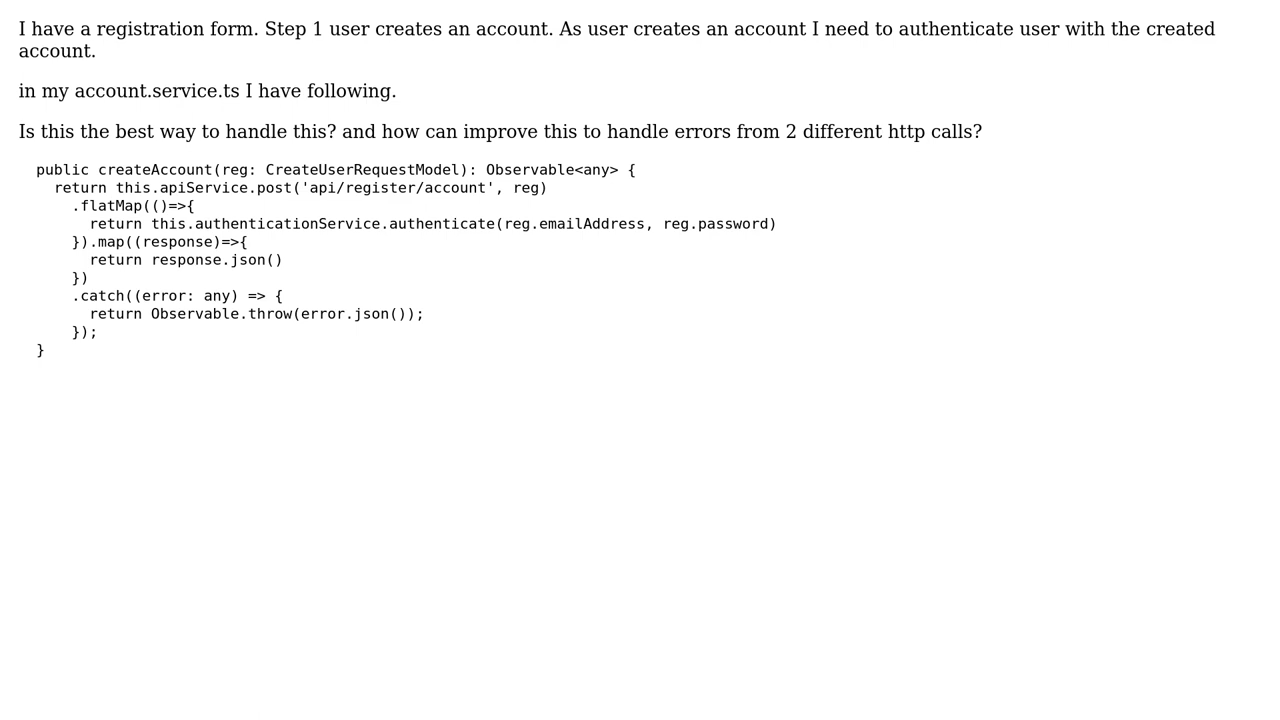 I have a registration form. Step 1 user creates an account. As user creates an account I need to authenticate user with the created
account.
in my account.service.ts I have following.
Is this the best way to handle this? and how can improve this to handle errors from 2 different http calls?
public createAccount(reg: CreateUserRequestModel): Observable<any> {
  return this.apiService.post('api/register/account', reg)
    .flatMap(()=>{
      return this.authenticationService.authenticate(reg.emailAddress, reg.password)
    }).map((response)=>{
      return response.json()
    })
    .catch((error: any) => {
      return Observable.throw(error.json());
    });
}